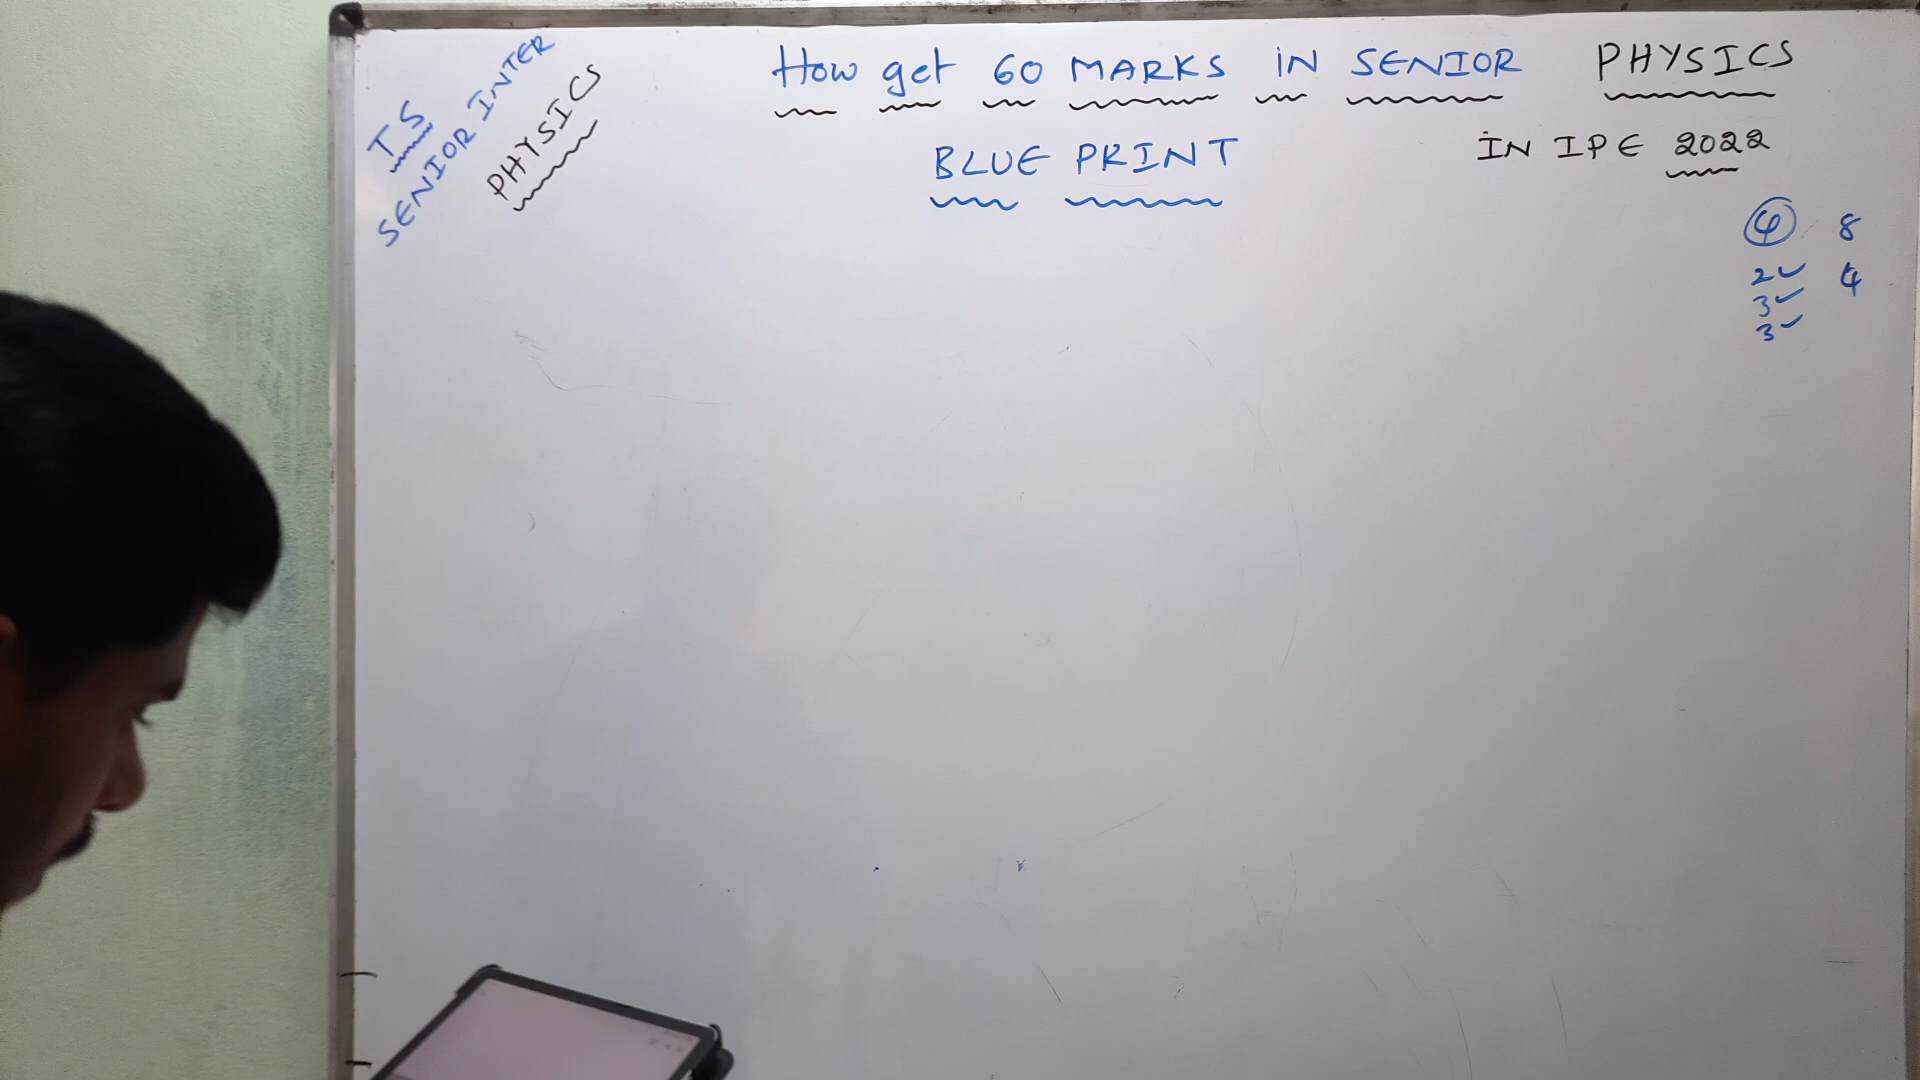 TS
SENIOR INTER
PHYSICS
How get 60 MARKS iN SENIOR PHYSICS
BLUE PRINT
IN IPE 2022
4 8
2✓ 4
3✓
3✓